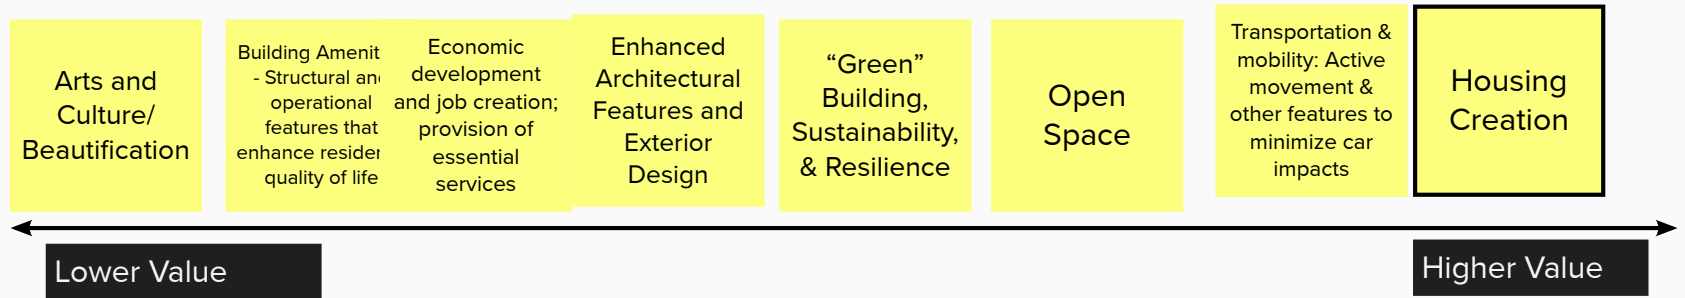 Arts and
Culture/
Beautification
Building Amenit
- Structural and
operational
features that
enhance residen
quality of life
Economic
development
and job creation;
provision of
essential
services
Enhanced
Architectural
Features and
Exterior
Design
“Green”
Building,
Sustainability,
& Resilience
Open
Space
Transportation &
mobility: Active
movement &
other features to
minimize car
impacts
Housing
Creation
Lower Value
Higher Value